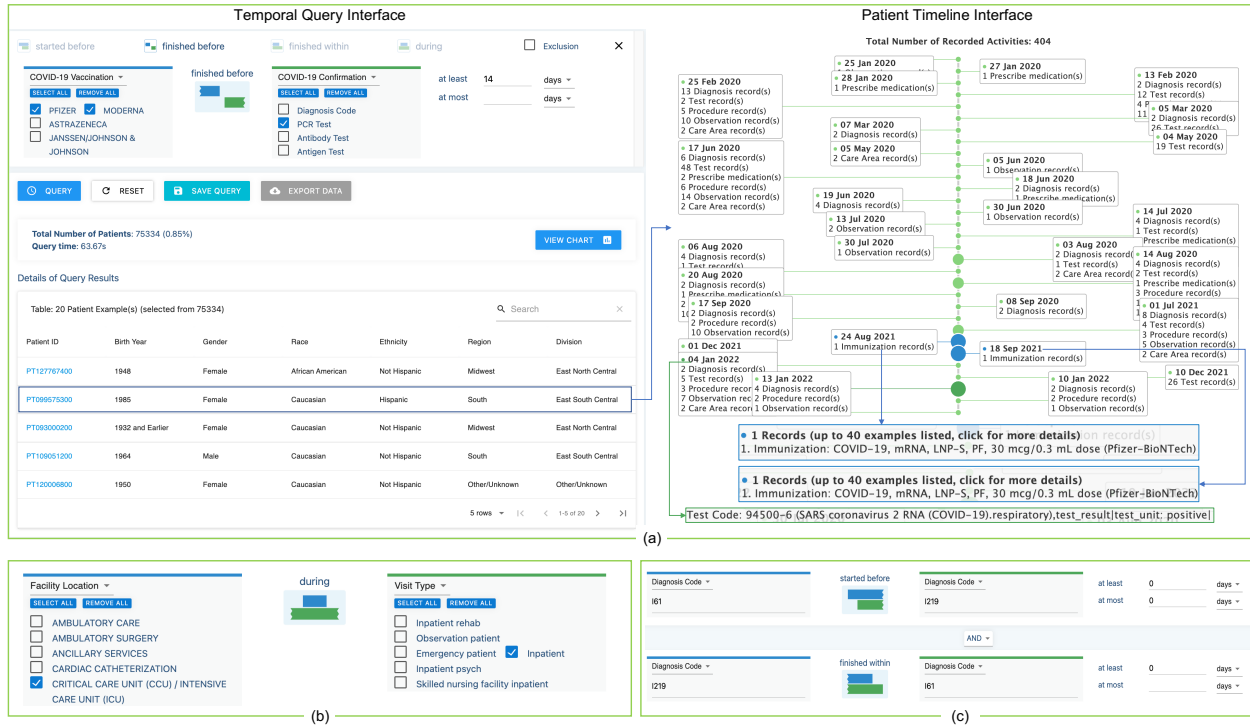 Temporal Query Interface
started before
finished before
finished within
during
Exclusion
COVID-19 Vaccination
SELECT ALL REMOVE ALL
PFIZER MODERNA
ASTRAZENECA
JANSSEN/JOHNSON &
JOHNSON
finished before
COVID-19 Confirmation
SELECT ALL REMOVE ALL
Diagnosis Code
PCR Test
Antibody Test
Antigen Test
at least 14 days
at most days
QUERY
RESET
SAVE QUERY
EXPORT DATA
Total Number of Patients: 75334 (0.85%)
Query time: 63.67s
VIEW CHART
Details of Query Results
Table: 20 Patient Example(s) (selected from 75334)
Search
Patient ID Birth Year Gender Race Ethnicity Region Division
PT127767400 1948 Female African American Not Hispanic Midwest East North Central
PT099575300 1985 Female Caucasian Hispanic South East South Central
PT093000200 1932 and Earlier Female Caucasian Not Hispanic Midwest East North Central
PT109051200 1964 Male Caucasian Not Hispanic South East South Central
PT120006800 1950 Female Caucasian Not Hispanic Other/Unknown Other/Unknown
5 rows 1-5 of 20
Patient Timeline Interface
Total Number of Recorded Activities: 404
25 Jan 2020
27 Jan 2020
1 Prescribe medication(s)
28 Jan 2020
1 Prescribe medication(s)
25 Feb 2020
13 Diagnosis record(s)
2 Test record(s)
5 Procedure record(s)
10 Observation record(s)
2 Care Area record(s)
13 Feb 2020
2 Diagnosis record(s)
12 Test record(s)
05 Mar 2020
2 Diagnosis record(s)
26 Test record(s)
07 Mar 2020
2 Diagnosis record(s)
04 May 2020
19 Test record(s)
05 May 2020
2 Care Area record(s)
17 Jun 2020
6 Diagnosis record(s)
48 Test record(s)
2 Prescribe medication(s)
6 Procedure record(s)
14 Observation record(s)
2 Care Area record(s)
05 Jun 2020
1 Observation record(s)
18 Jun 2020
2 Diagnosis record(s)
1 Prescribe medication(s)
19 Jun 2020
4 Diagnosis record(s)
30 Jun 2020
1 Observation record(s)
13 Jul 2020
2 Observation record(s)
14 Jul 2020
4 Diagnosis record(s)
1 Test record(s)
Prescribe medication(s)
30 Jul 2020
1 Observation record(s)
06 Aug 2020
4 Diagnosis record(s)
1 Test record(s)
03 Aug 2020
2 Diagnosis record(s)
1 Test record(s)
2 Care Area record(s)
14 Aug 2020
4 Diagnosis record(s)
2 Test record(s)
1 Prescribe medication(s)
3 Procedure record(s)
20 Aug 2020
2 Diagnosis record(s)
1 Prescribe medication(s)
17 Sep 2020
2 Diagnosis record(s)
2 Procedure record(s)
10 Observation record(s)
08 Sep 2020
2 Diagnosis record(s)
01 Jul 2021
8 Diagnosis record(s)
4 Test record(s)
3 Procedure record(s)
5 Observation record(s)
2 Care Area record(s)
24 Aug 2021
1 Immunization record(s)
18 Sep 2021
1 Immunization record(s)
01 Dec 2021
04 Jan 2022
2 Diagnosis record(s)
5 Test record(s)
3 Procedure record(s)
7 Observation record(s)
2 Care Area record(s)
10 Dec 2021
26 Test record(s)
13 Jan 2022
4 Diagnosis record(s)
2 Procedure record(s)
1 Observation record(s)
10 Jan 2022
2 Diagnosis record(s)
2 Procedure record(s)
1 Observation record(s)
1 Records (up to 40 examples listed, click for more details)
1. Immunization: COVID-19, mRNA, LNP-S, PF, 30 mcg/0.3 mL dose (Pfizer-BioNTech)
1 Records (up to 40 examples listed, click for more details)
1. Immunization: COVID-19, mRNA, LNP-S, PF, 30 mcg/0.3 mL dose (Pfizer-BioNTech)
Test Code: 94500-6 (SARS coronavirus 2 RNA (COVID-19).respiratory),test_result|test_unit: positive|
(a)
Facility Location
SELECT ALL REMOVE ALL
AMBULATORY CARE
AMBULATORY SURGERY
ANCILLARY SERVICES
CARDIAC CATHETERIZATION
CRITICAL CARE UNIT (CCU) / INTENSIVE
CARE UNIT (ICU)
during
Visit Type
SELECT ALL REMOVE ALL
Inpatient rehab
Observation patient
Emergency patient Inpatient
Inpatient psych
Skilled nursing facility inpatient
(b)
Diagnosis Code started before Diagnosis Code at least 0 days
I61 I219 at most 0 days
AND
Diagnosis Code finished within Diagnosis Code at least 0 days
I219 I61 at most days
(c)